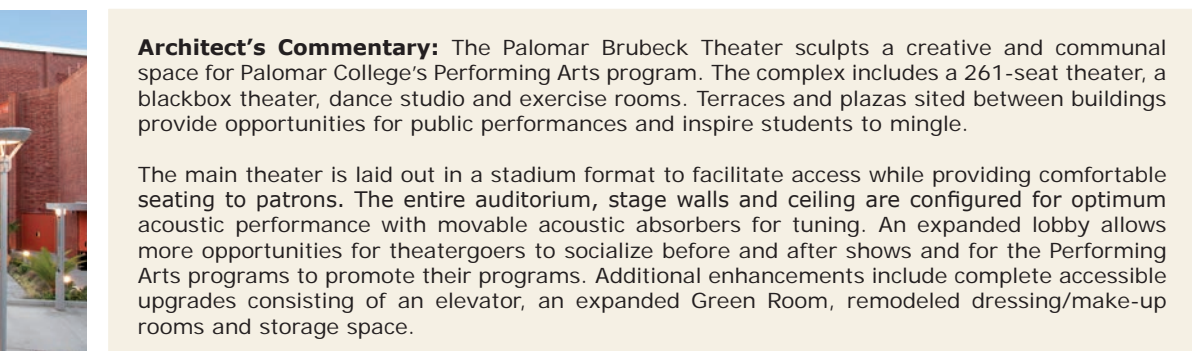 Architect's Commentary: The Palomar Brubeck Theater sculpts a creative and communal
space for Palomar College's Performing Arts program. The complex includes a 261-seat theater, a
blackbox theater, dance studio and exercise rooms. Terraces and plazas sited between buildings
provide opportunities for public performances and inspire students to mingle.
The main theater is laid out in a stadium format to facilitate access while providing comfortable
seating to patrons. The entire auditorium, stage walls and ceiling are configured for optimum
acoustic performance with movable acoustic absorbers for tuning. An expanded lobby allows
more opportunities for theatergoers to socialize before and after shows and for the Performing
Arts programs to promote their programs. Additional enhancements include complete accessible
upgrades consisting of an elevator, an expanded Green Room, remodeled dressing/make-up
rooms and storage space.